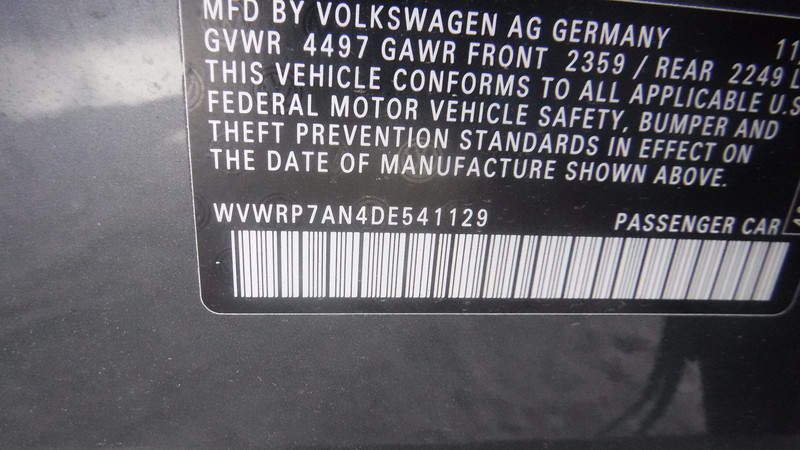 MFD BY VOLKSWAGEN AG GERMANY 11
GVWR 4497 GAWR FRONT 2359 / REAR 2249 L
THIS VEHICLE CONFORMS TO ALL APPLICABLE U.S
FEDERAL MOTOR VEHICLE SAFETY, BUMPER AND
THEFT PREVENTION STANDARDS IN EFFECT ON
THE DATE OF MANUFACTURE SHOWN ABOVE.
WVWRP7AN4DE541129 PASSENGER CAR